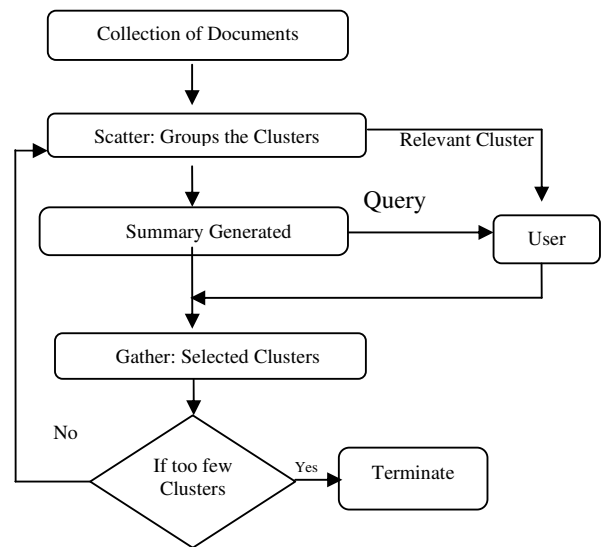 Collection of Documents
Scatter: Groups the Clusters
Relevant Cluster
Query
Summary Generated
User
Gather: Selected Clusters
No
If too few
Clusters
Yes
Terminate